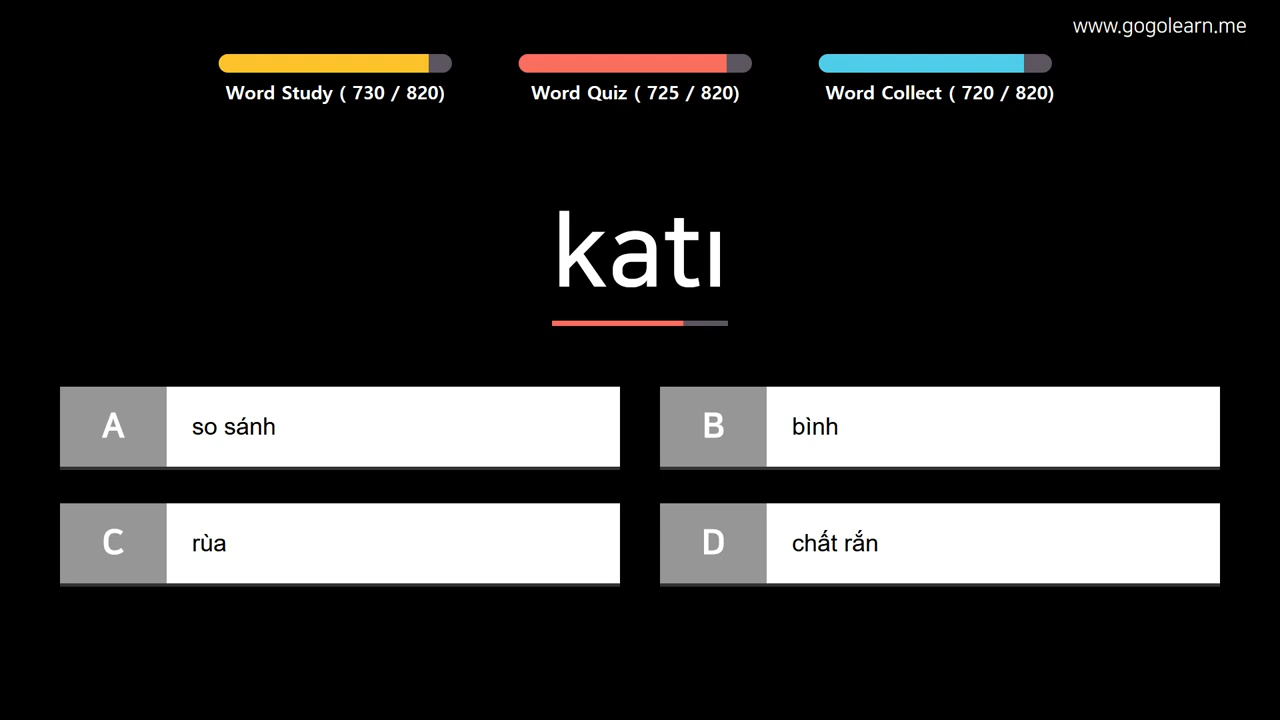 www.gogolearn.me
Word Study ( 730 / 820)
Word Quiz ( 725 / 820)
Word Collect ( 720 / 820)
katı
A so sánh
B bình
C rùa
D chất rắn